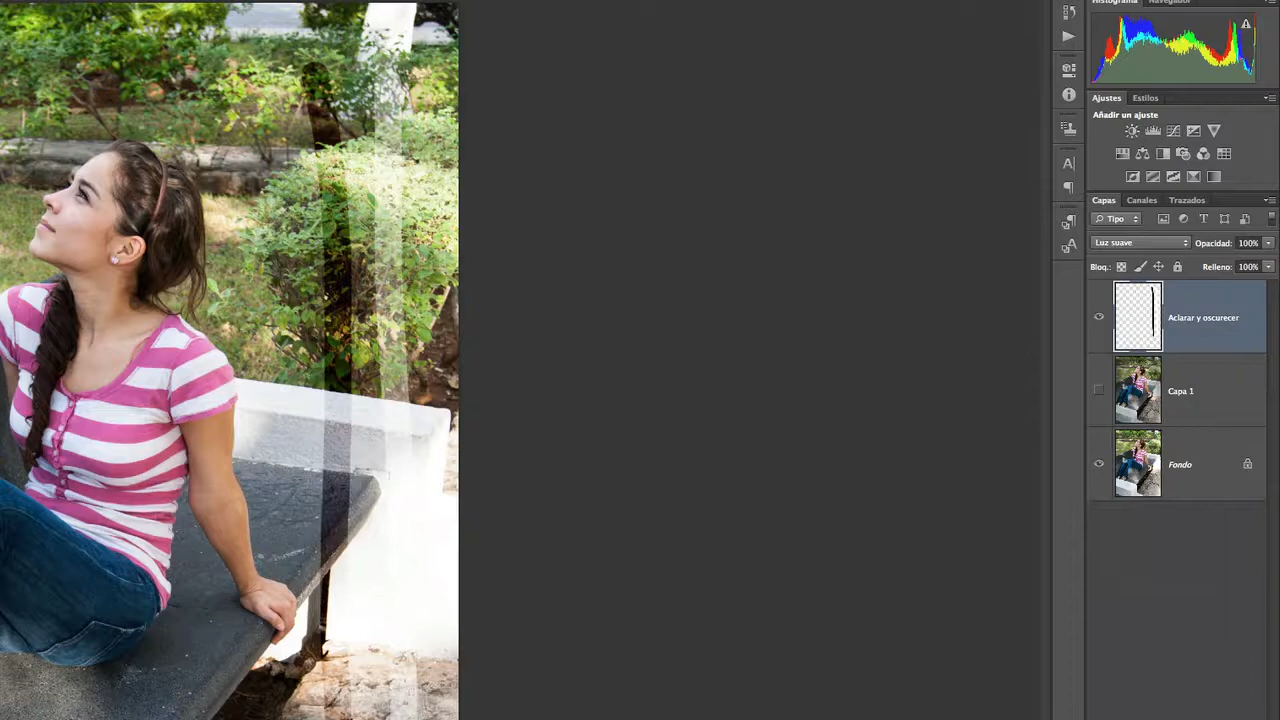 Histograma Navegador
Ajustes Estilos
Añadir un ajuste
Capas Canales Trazados
Tipo
Luz suave Opacidad: 100%
Bloq.: Relleno: 100%
Aclarar y oscurecer
Capa 1
Fondo